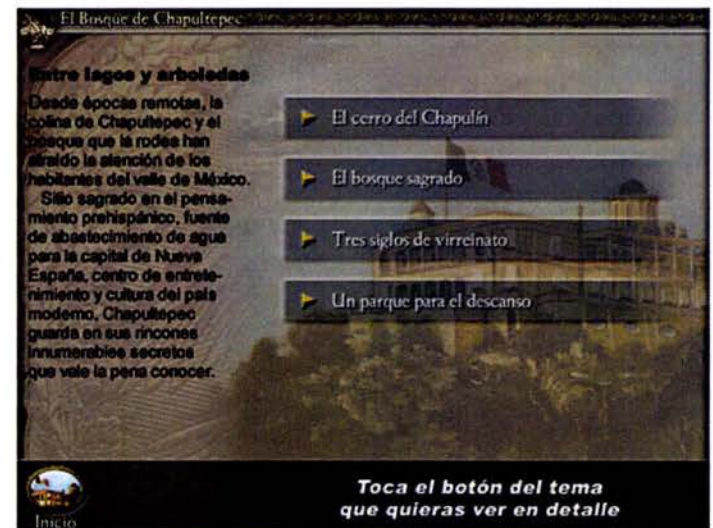 El Bosque de Chapultepec
Entre lagos y arboledas
Desde épocas remotas, la
colina de Chapultepec y el
bosque que la rodea han
atraído la atención de los
habitantes del valle de México.
Sitio sagrado en el pensa-
miento prehispánico, fuente
de abastecimiento de agua
para la capital de Nueva
España, centro de entrete-
nimiento y cultura del país
moderno, Chapultepec
guarda en sus rincones
innumerables secretos
que vale la pena conocer.
El cerro del Chapulín
El bosque sagrado
Tres siglos de virreinato
Un parque para el descanso
Inicio
Toca el botón del tema
que quieras ver en detalle